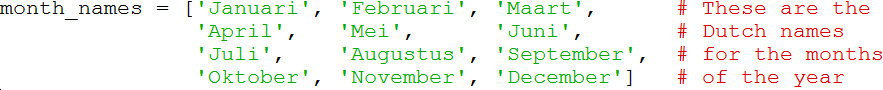 month_names = ['Januari', 'Februari', 'Maart',      # These are the
               'April',   'Mei',      'Juni',       # Dutch names
               'Juli',    'Augustus', 'September',  # for the months
               'Oktober', 'November', 'December']   # of the year